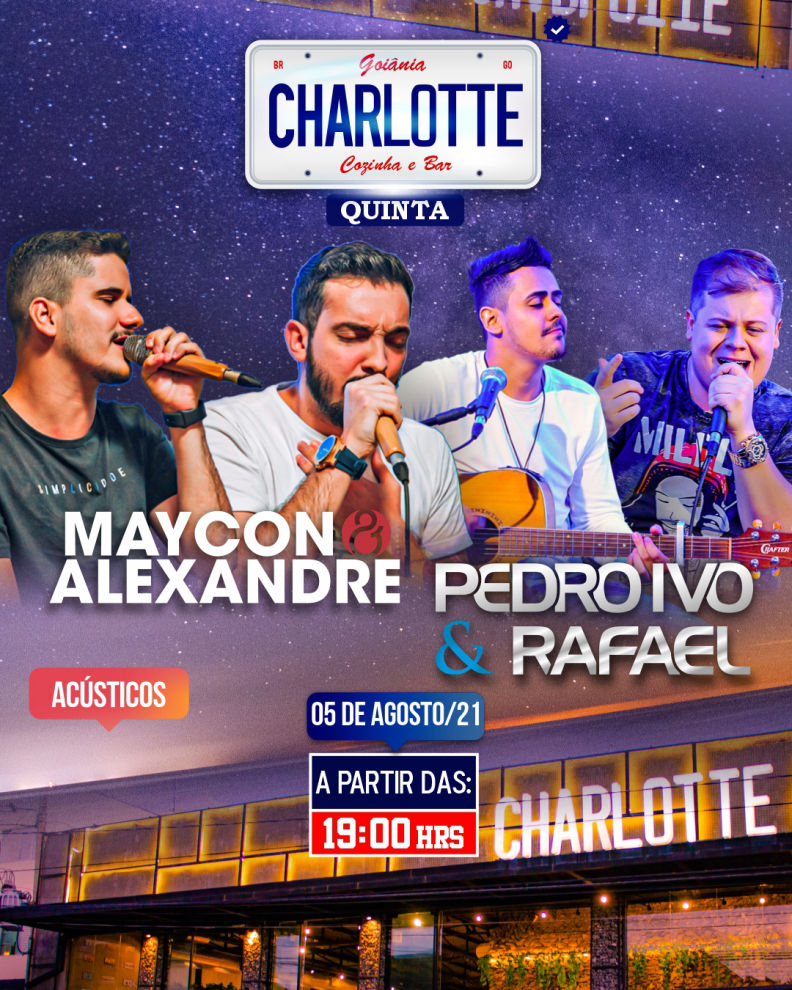 BR
Goiânia
GO
CHARLOTTE
Cozinha e Bar
QUINTA
SIMPLICIDADE
MAYCON &
ALEXANDRE
CRAFTER
PEDRO IVO
& RAFAEL
ACÚSTICOS
05 DE AGOSTO/21
A PARTIR DAS:
19:00 HRS
CHARLOTTE